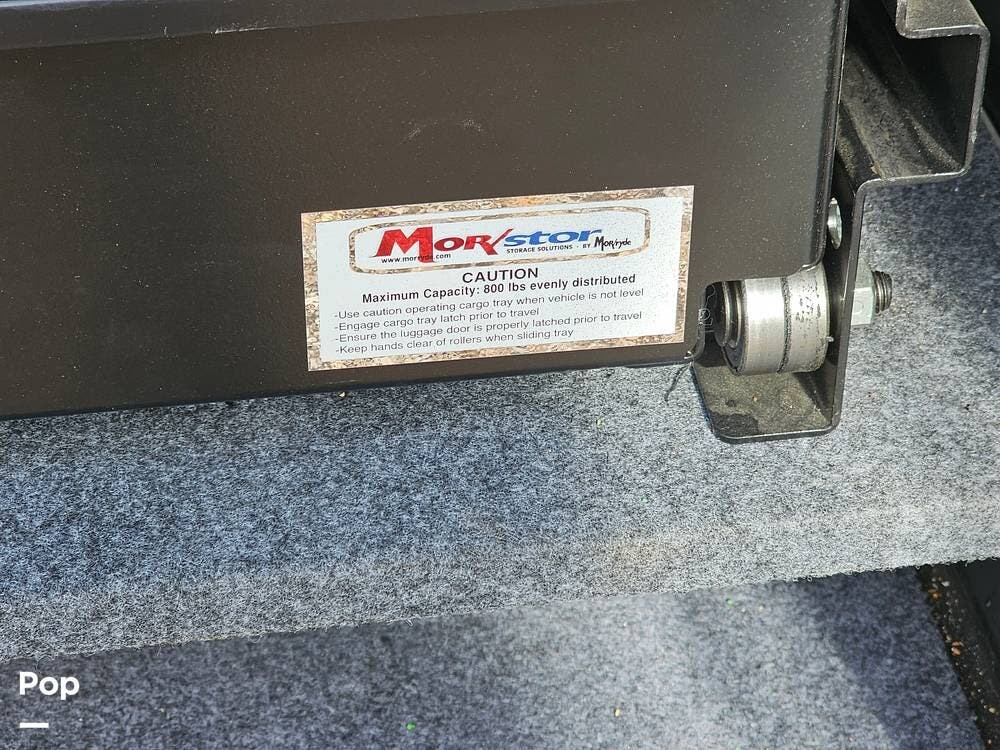 MOR/stor
www.morryde.com STORAGE SOLUTIONS - BY Mor/ryde
CAUTION
Maximum Capacity: 800 lbs evenly distributed
-Use caution operating cargo tray when vehicle is not level
-Engage cargo tray latch prior to travel
-Ensure the luggage door is properly latched prior to travel
-Keep hands clear of rollers when sliding tray
Pop